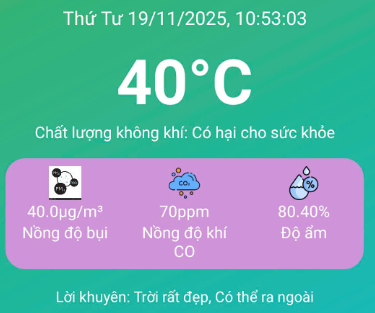 Thứ Tư 19/11/2025, 10:53:03
40°C
Chất lượng không khí: Có hại cho sức khỏe
CO₂
%
40.0µg/m³
70ppm
80.40%
Nồng độ bụi
Nồng độ khí CO
Độ ẩm
Lời khuyên: Trời rất đẹp, Có thể ra ngoài